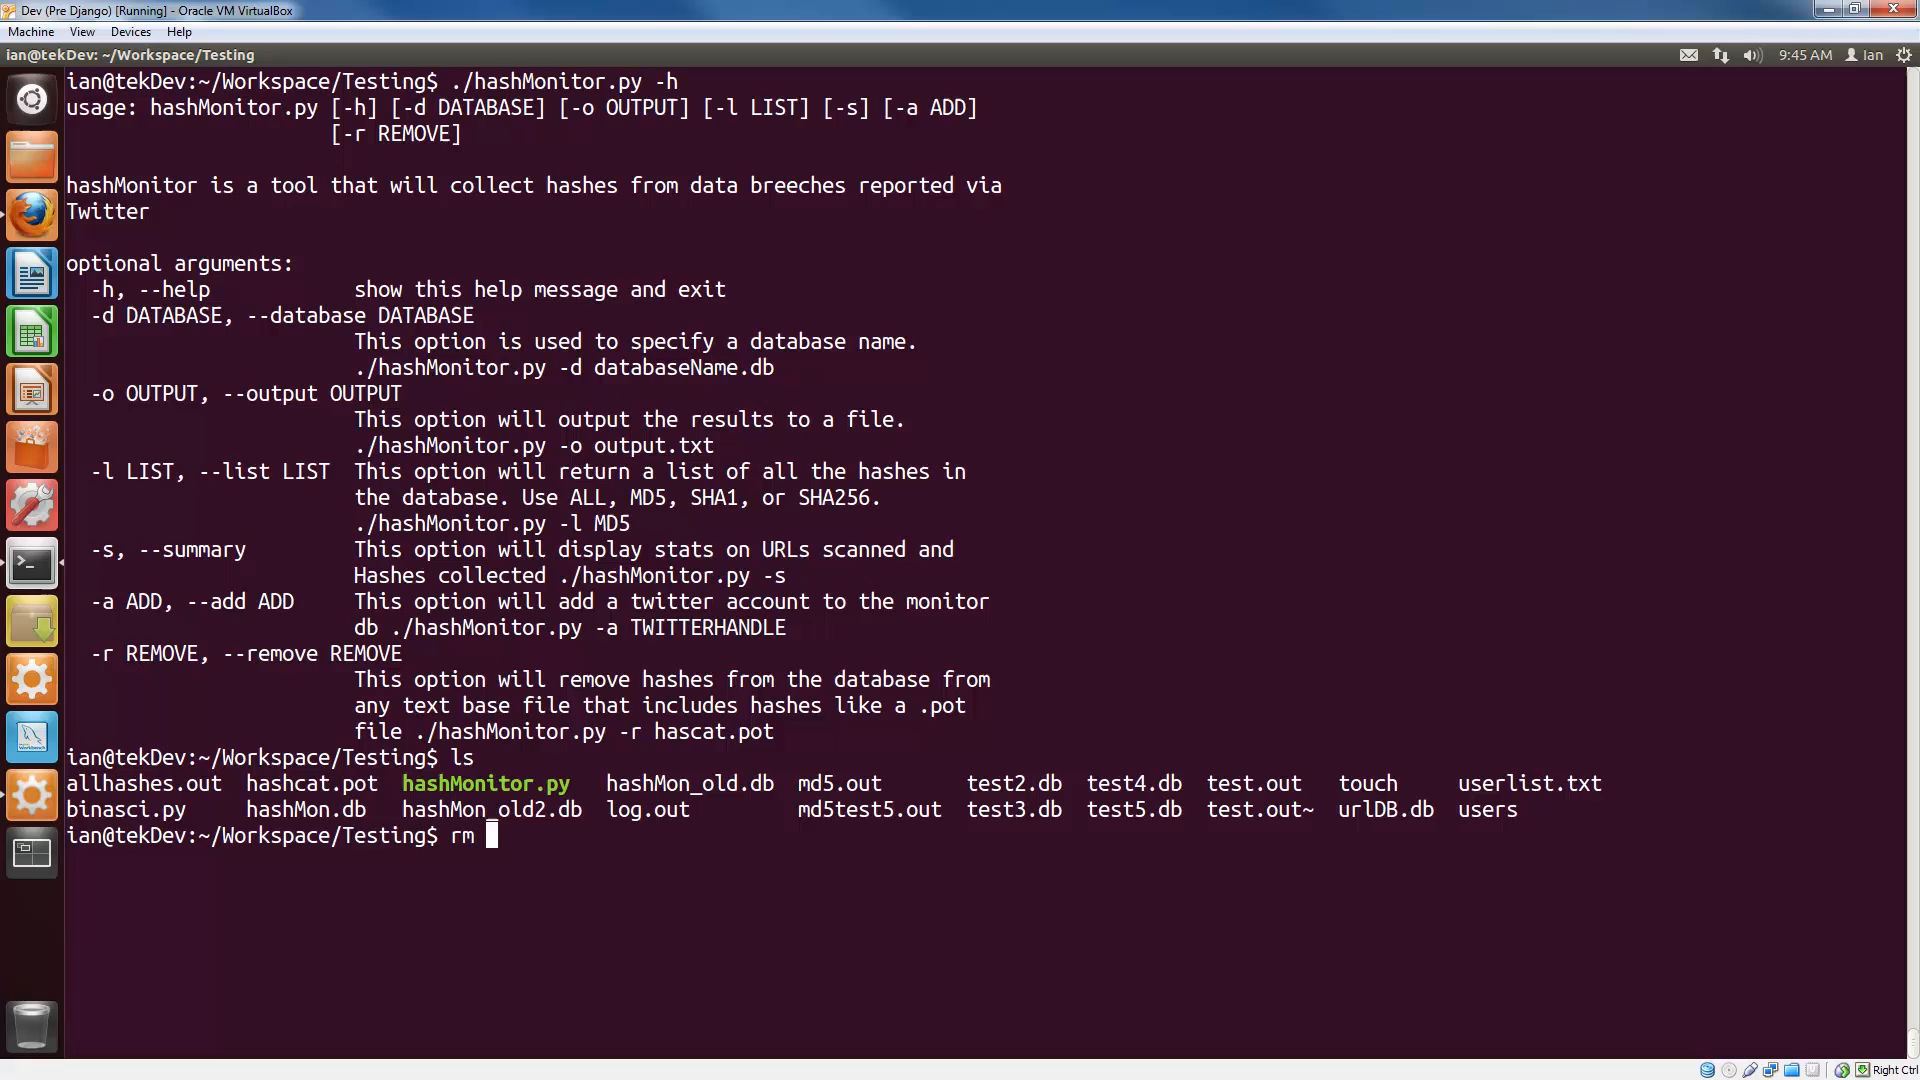 Dev (Pre Django) [Running] - Oracle VM VirtualBox
Machine View Devices Help
ian@tekDev: ~/Workspace/Testing 9:45 AM Ian
ian@tekDev:~/Workspace/Testing$ ./hashMonitor.py -h
usage: hashMonitor.py [-h] [-d DATABASE] [-o OUTPUT] [-l LIST] [-s] [-a ADD]
[-r REMOVE]
hashMonitor is a tool that will collect hashes from data breeches reported via
Twitter
optional arguments:
-h, --help show this help message and exit
-d DATABASE, --database DATABASE
This option is used to specify a database name.
./hashMonitor.py -d databaseName.db
-o OUTPUT, --output OUTPUT
This option will output the results to a file.
./hashMonitor.py -o output.txt
-l LIST, --list LIST This option will return a list of all the hashes in
the database. Use ALL, MD5, SHA1, or SHA256.
./hashMonitor.py -l MD5
-s, --summary This option will display stats on URLs scanned and
Hashes collected ./hashMonitor.py -s
-a ADD, --add ADD This option will add a twitter account to the monitor
db ./hashMonitor.py -a TWITTERHANDLE
-r REMOVE, --remove REMOVE
This option will remove hashes from the database from
any text base file that includes hashes like a .pot
file ./hashMonitor.py -r hascat.pot
ian@tekDev:~/Workspace/Testing$ ls
allhashes.out hashcat.pot hashMonitor.py hashMon_old.db md5.out test2.db test4.db test.out touch userlist.txt
binasci.py hashMon.db hashMon_old2.db log.out md5test5.out test3.db test5.db test.out~ urlDB.db users
ian@tekDev:~/Workspace/Testing$ rm
Right Ctrl